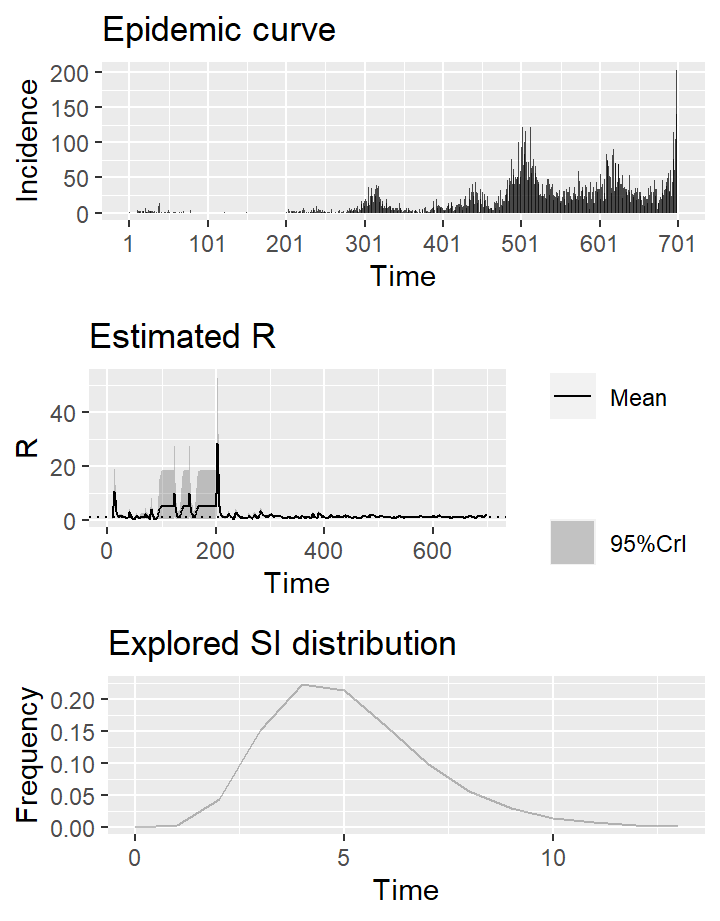 Epidemic curve
200
150
100
50
0
Incidence
1 101 201 301 401 501 601 701
Time
Estimated R
40
20
0
R
0 200 400 600
Time
Mean
95%CrI
Explored SI distribution
0.20
0.15
0.10
0.05
0.00
Frequency
0 5 10
Time